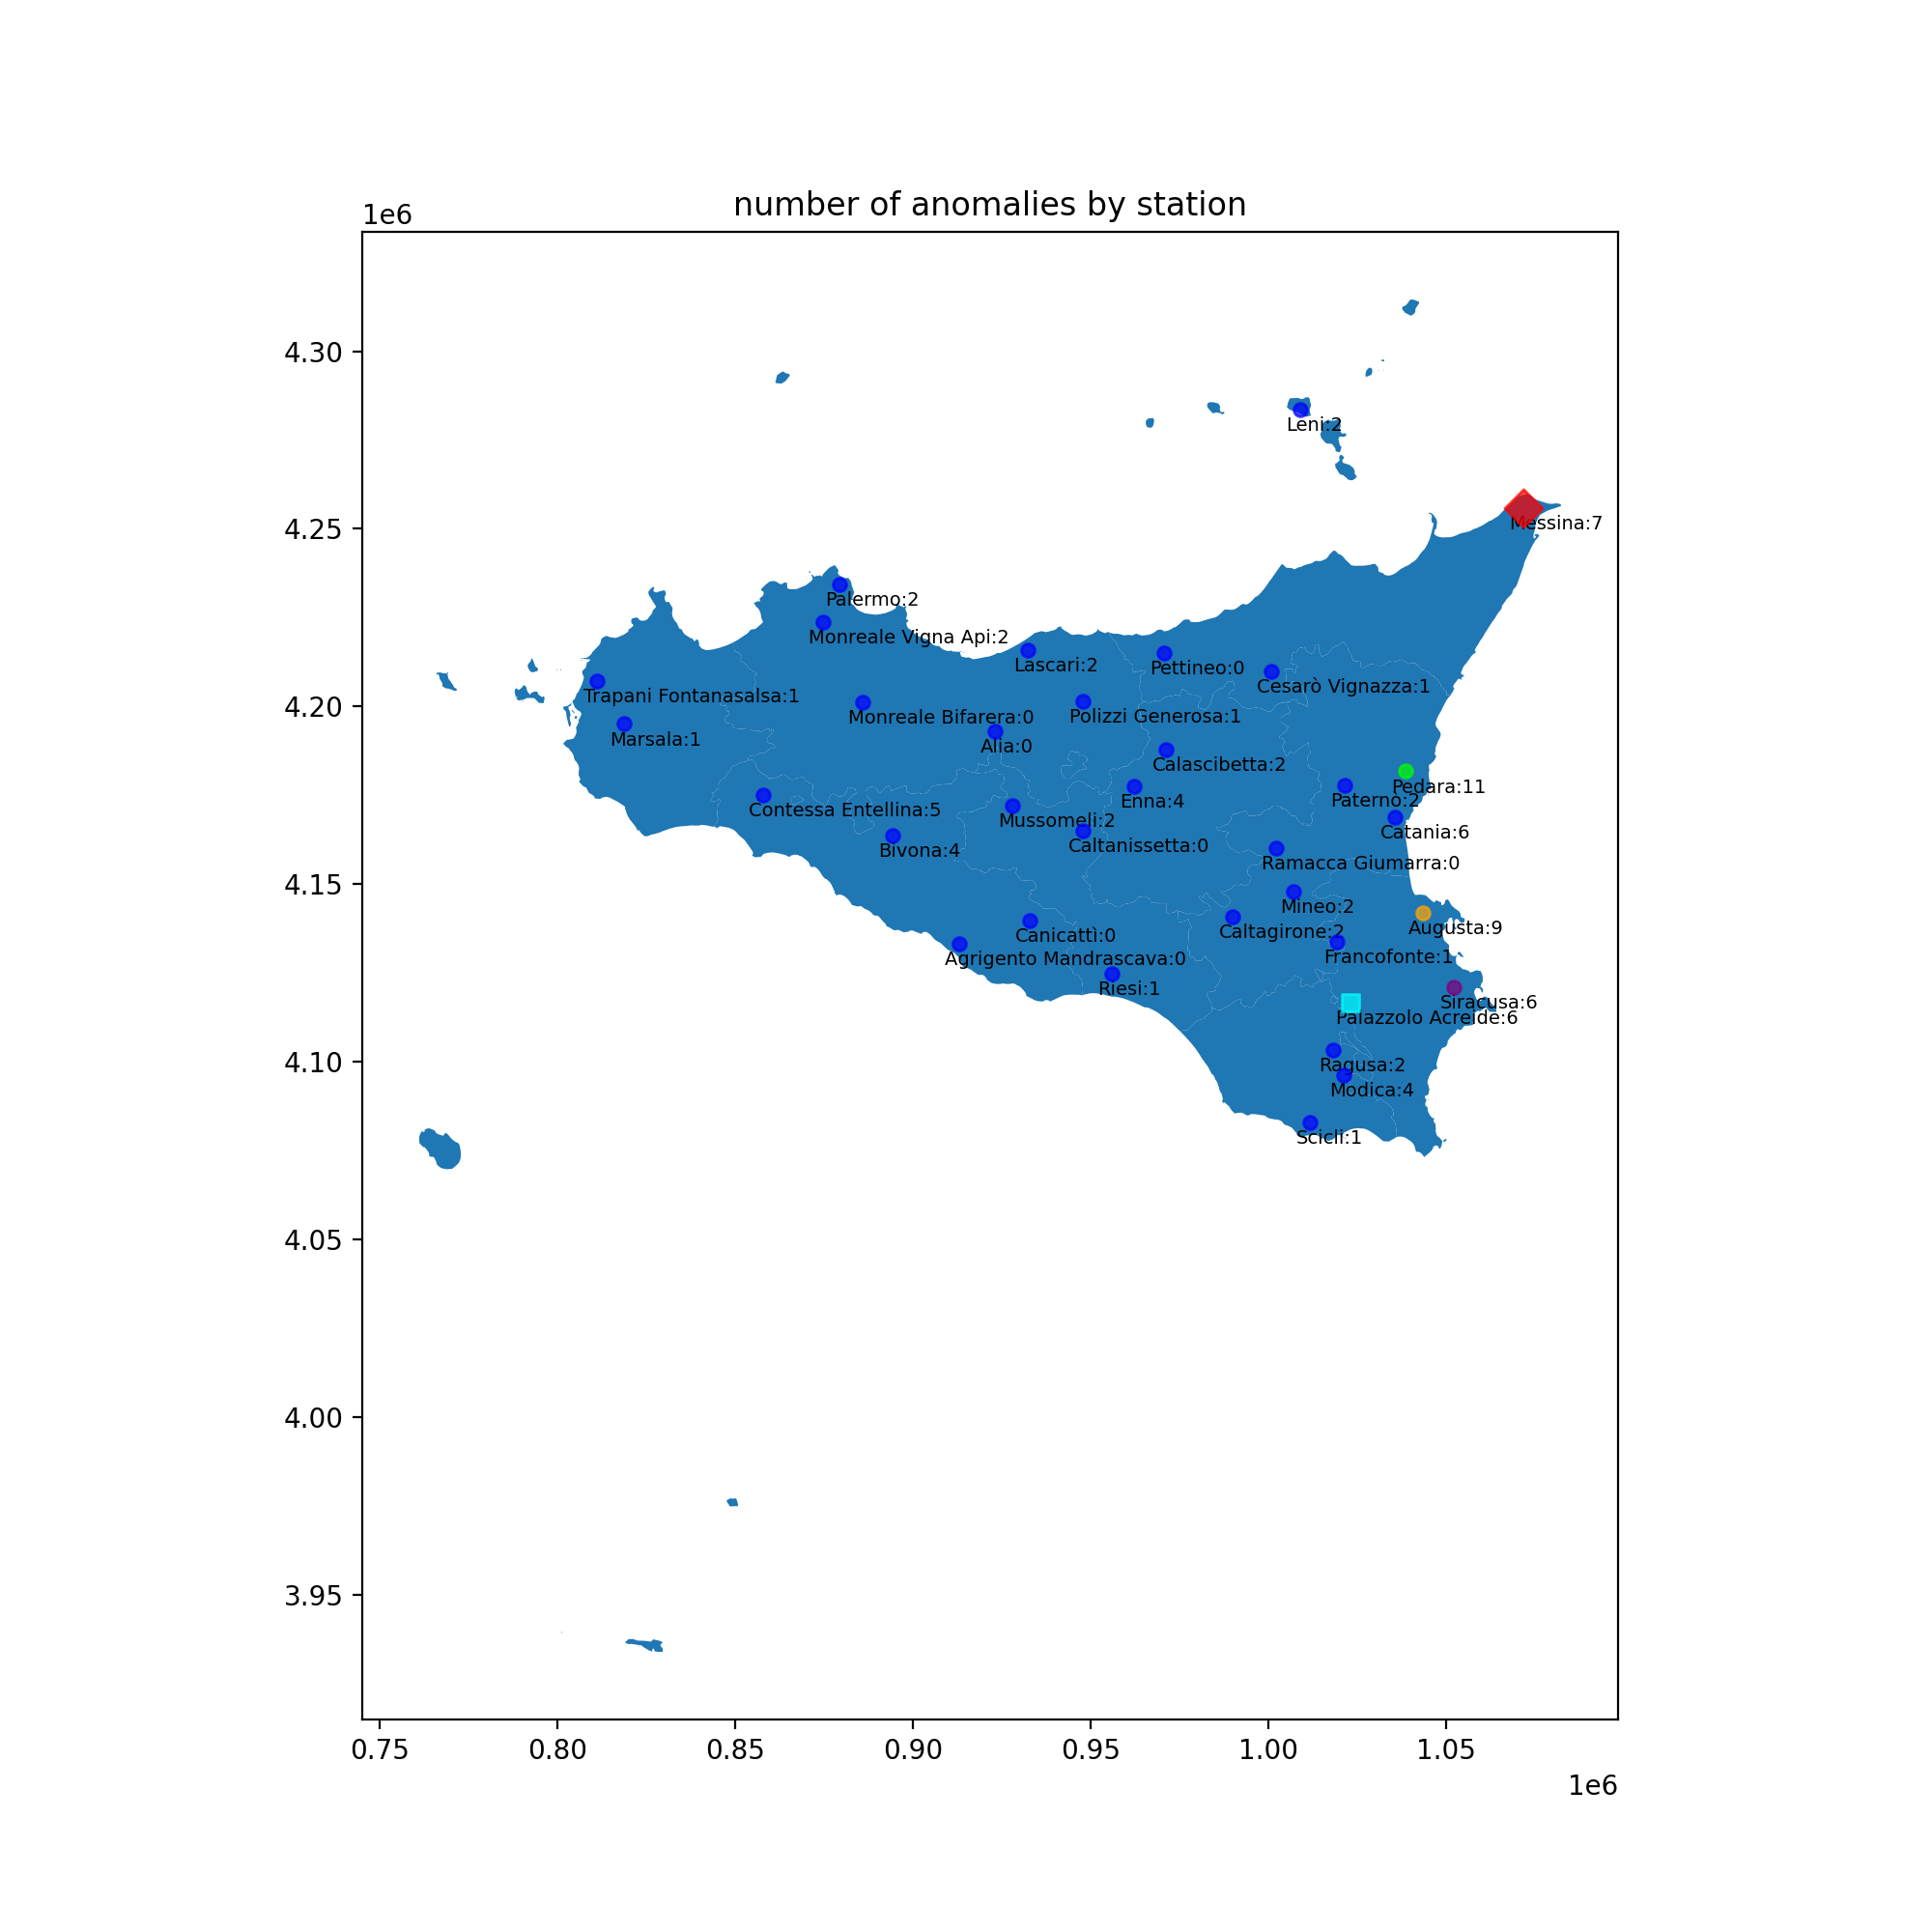 number of anomalies by station
1e6
4.30
4.25
4.20
4.15
4.10
4.05
4.00
3.95
Leni:2
Messina:7
Palermo:2
Monreale Vigna Api:2
Lascari:2
Pettineo:0
Cesarò Vignazza:1
Trapani Fontanasalsa:1
Monreale Bifarera:0
Polizzi Generosa:1
Marsala:1
Alia:0
Calascibetta:2
Pedara:11
Enna:4
Paternò:2
Contessa Entellina:5
Mussomeli:2
Catania:6
Caltanissetta:0
Bivona:4
Ramacca Giumarra:0
Mineo:2
Augusta:9
Caltagirone:2
Canicattì:0
Francofonte:1
Agrigento Mandrascava:0
Riesi:1
Siracusa:6
Palazzolo Acreide:6
Ragusa:2
Modica:4
Scicli:1
0.75 0.80 0.85 0.90 0.95 1.00 1.05
1e6